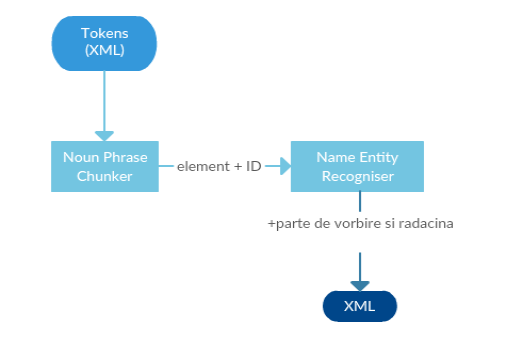 Tokens
(XML)
Noun Phrase
Chunker
element + ID
Name Entity
Recogniser
+parte de vorbire si radacina
XML